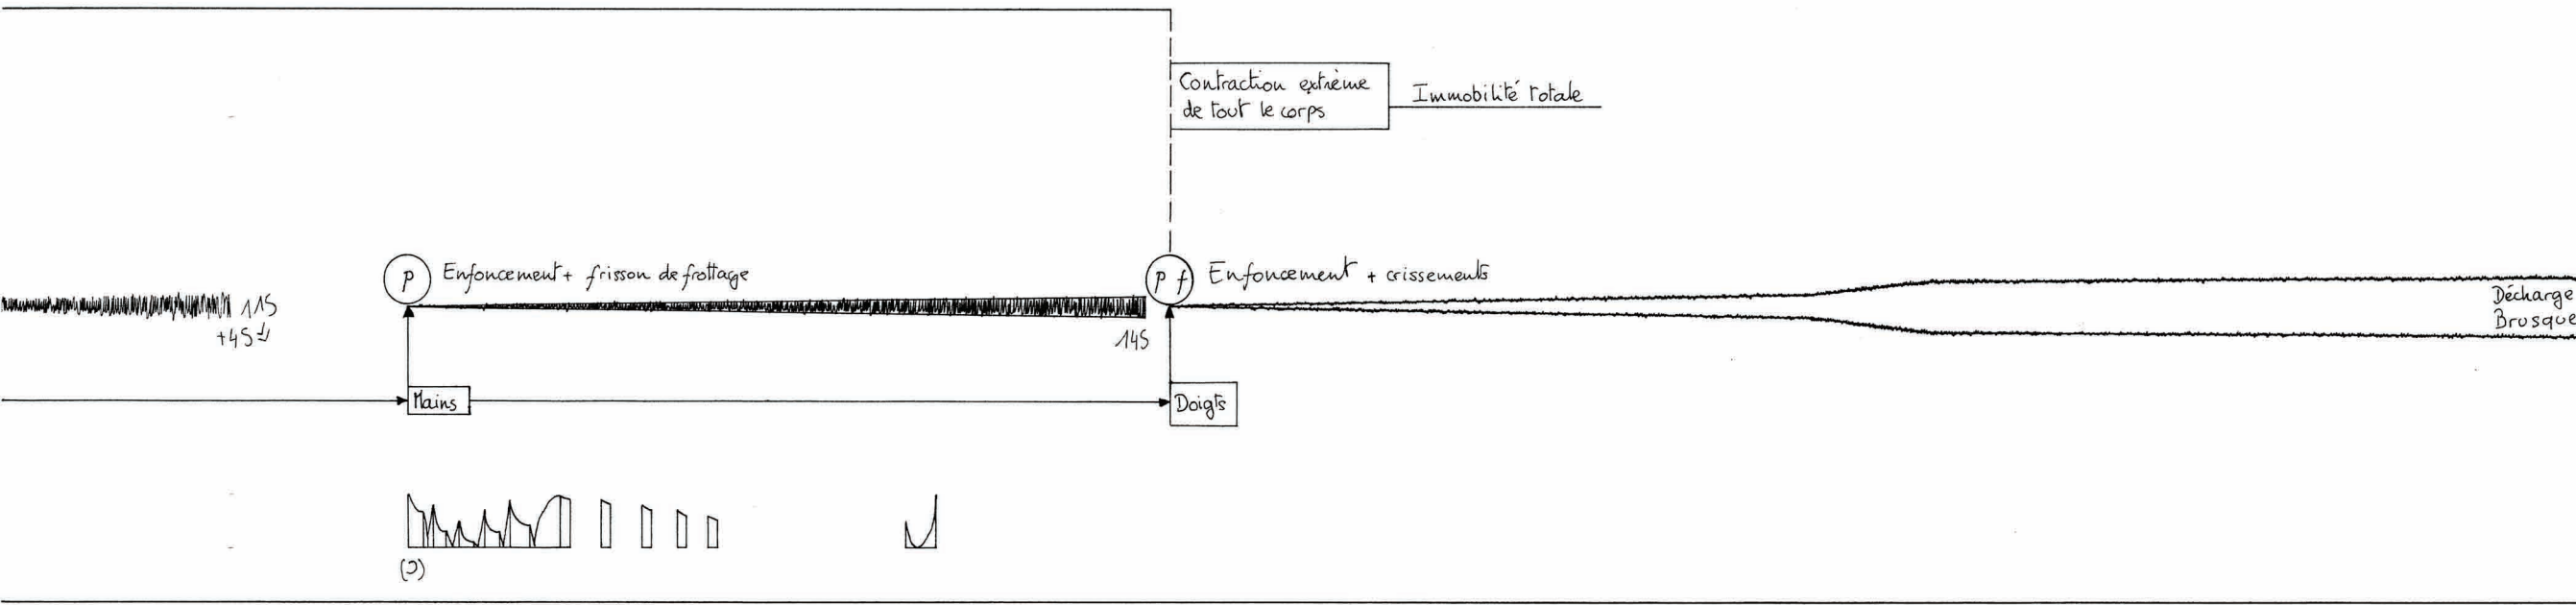 Contraction extrème
de tout le corps
Immobilité totale
P
Enfoncement + frisson de frottage
P f
Enfoncement + crissements
11S
+4S
14S
Décharge
Brusque
Mains
Doigts